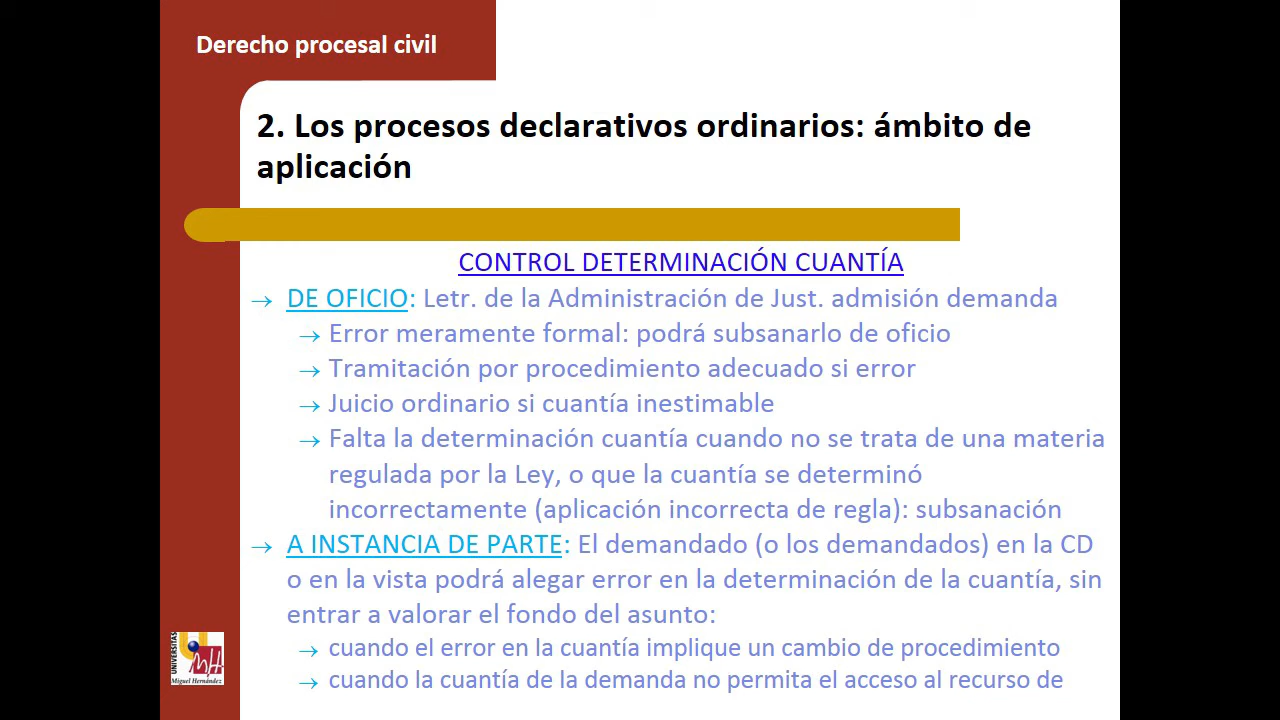 Derecho procesal civil
2. Los procesos declarativos ordinarios: ámbito de
aplicación
CONTROL DETERMINACIÓN CUANTÍA
→ DE OFICIO: Letr. de la Administración de Just. admisión demanda
→ Error meramente formal: podrá subsanarlo de oficio
→ Tramitación por procedimiento adecuado si error
→ Juicio ordinario si cuantía inestimable
→ Falta la determinación cuantía cuando no se trata de una materia
regulada por la Ley, o que la cuantía se determinó
incorrectamente (aplicación incorrecta de regla): subsanación
→ A INSTANCIA DE PARTE: El demandado (o los demandados) en la CD
o en la vista podrá alegar error en la determinación de la cuantía, sin
entrar a valorar el fondo del asunto:
→ cuando el error en la cuantía implique un cambio de procedimiento
→ cuando la cuantía de la demanda no permita el acceso al recurso de
UNIVERSITAS
Miguel Hernández